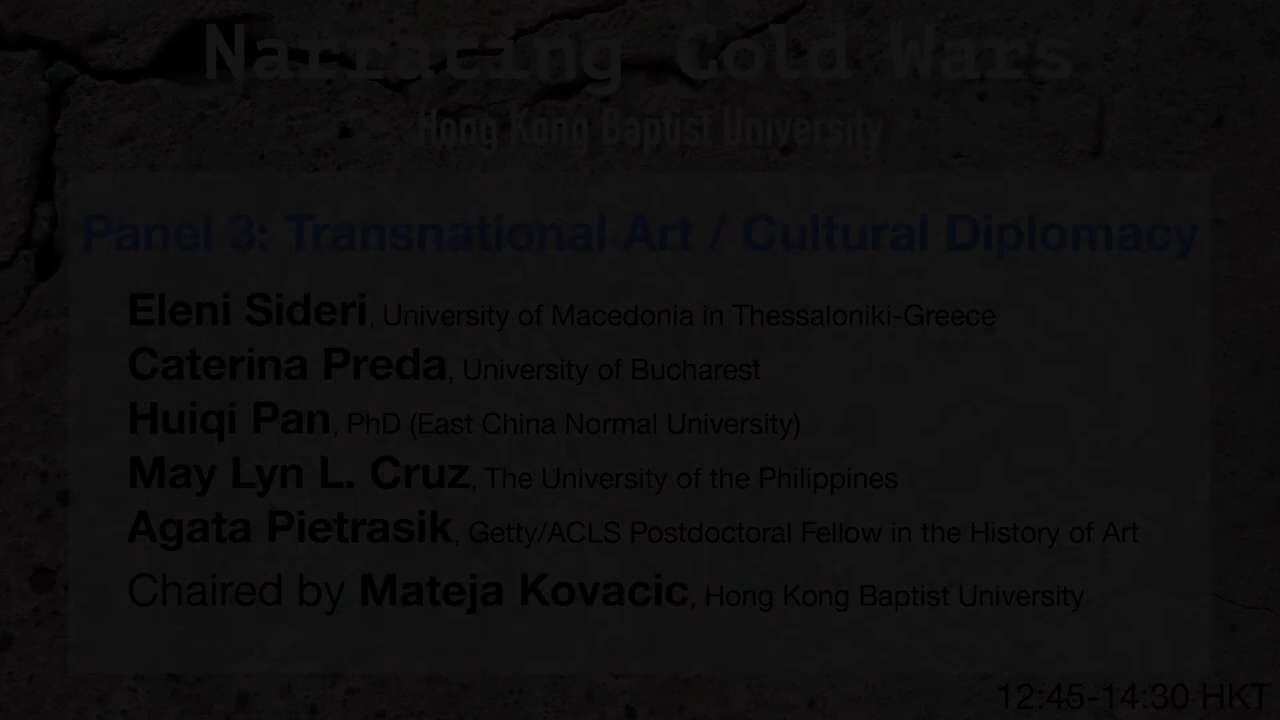 Narrating Cold Wars
Hong Kong Baptist University
Panel 3: Transnational Art / Cultural Diplomacy
Eleni Sideri, University of Macedonia in Thessaloniki-Greece
Caterina Preda, University of Bucharest
Huiqi Pan, PhD (East China Normal University)
May Lyn L. Cruz, The University of the Philippines
Agata Pietrasik, Getty/ACLS Postdoctoral Fellow in the History of Art
Chaired by Mateja Kovacic, Hong Kong Baptist University
12:45-14:30 HKT